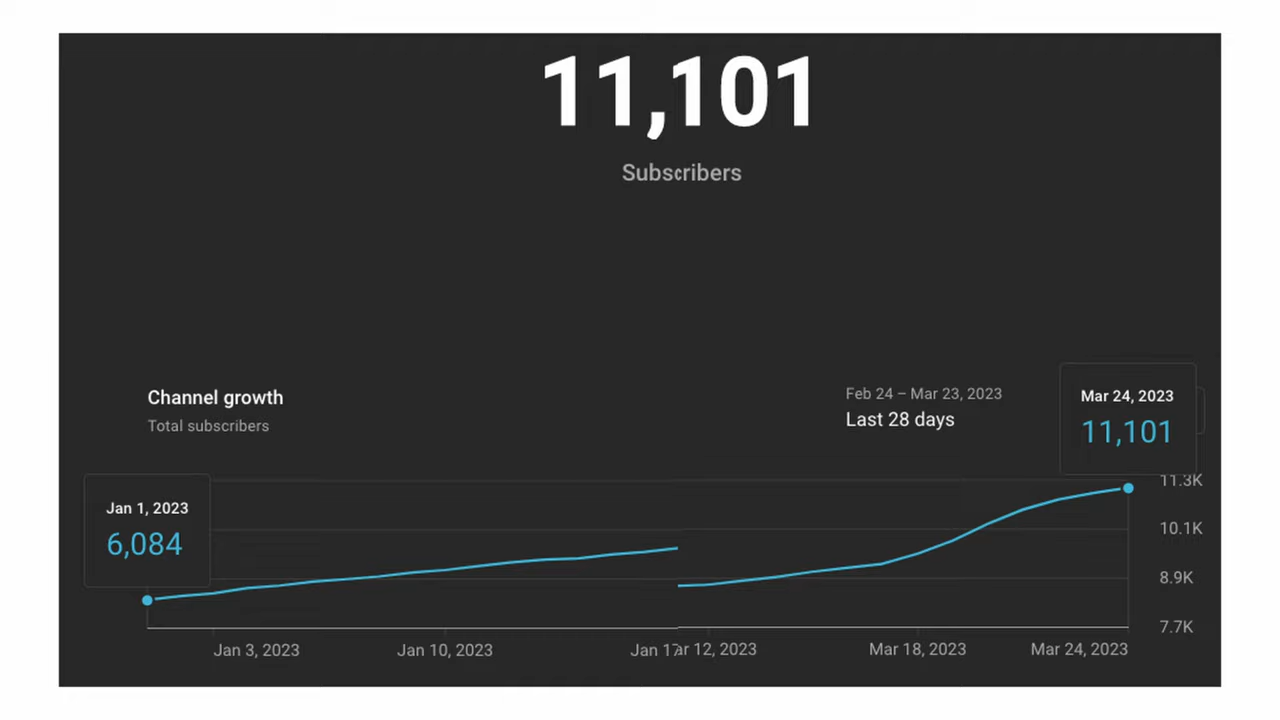 11,101
Subscribers
Channel growth
Total subscribers
Feb 24 – Mar 23, 2023
Last 28 days
Mar 24, 2023
11,101
Jan 1, 2023
6,084
11.3K
10.1K
8.9K
7.7K
Jan 3, 2023
Jan 10, 2023
Jan 12, 2023
Mar 18, 2023
Mar 24, 2023